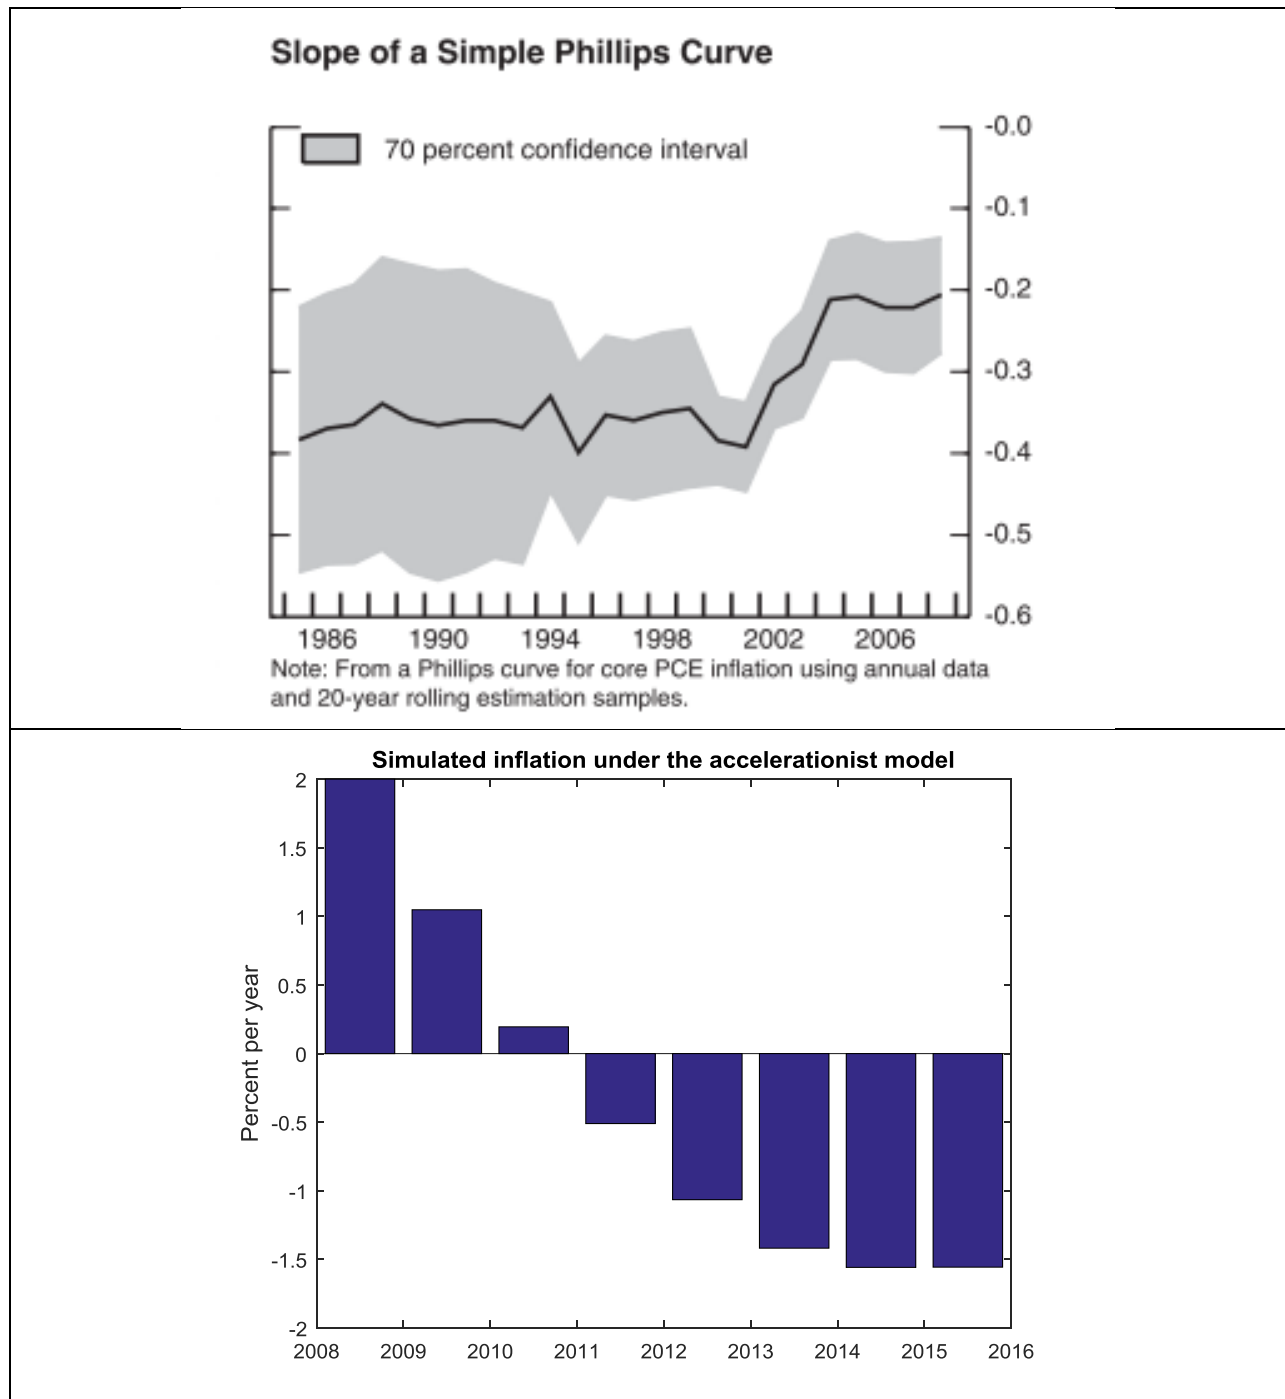 Slope of a Simple Phillips Curve
70 percent confidence interval
-0.0
-0.1
-0.2
-0.3
-0.4
-0.5
-0.6
1986 1990 1994 1998 2002 2006
Note: From a Phillips curve for core PCE inflation using annual data
and 20-year rolling estimation samples.
Simulated inflation under the accelerationist model
Percent per year
2
1.5
1
0.5
0
-0.5
-1
-1.5
-2
2008 2009 2010 2011 2012 2013 2014 2015 2016